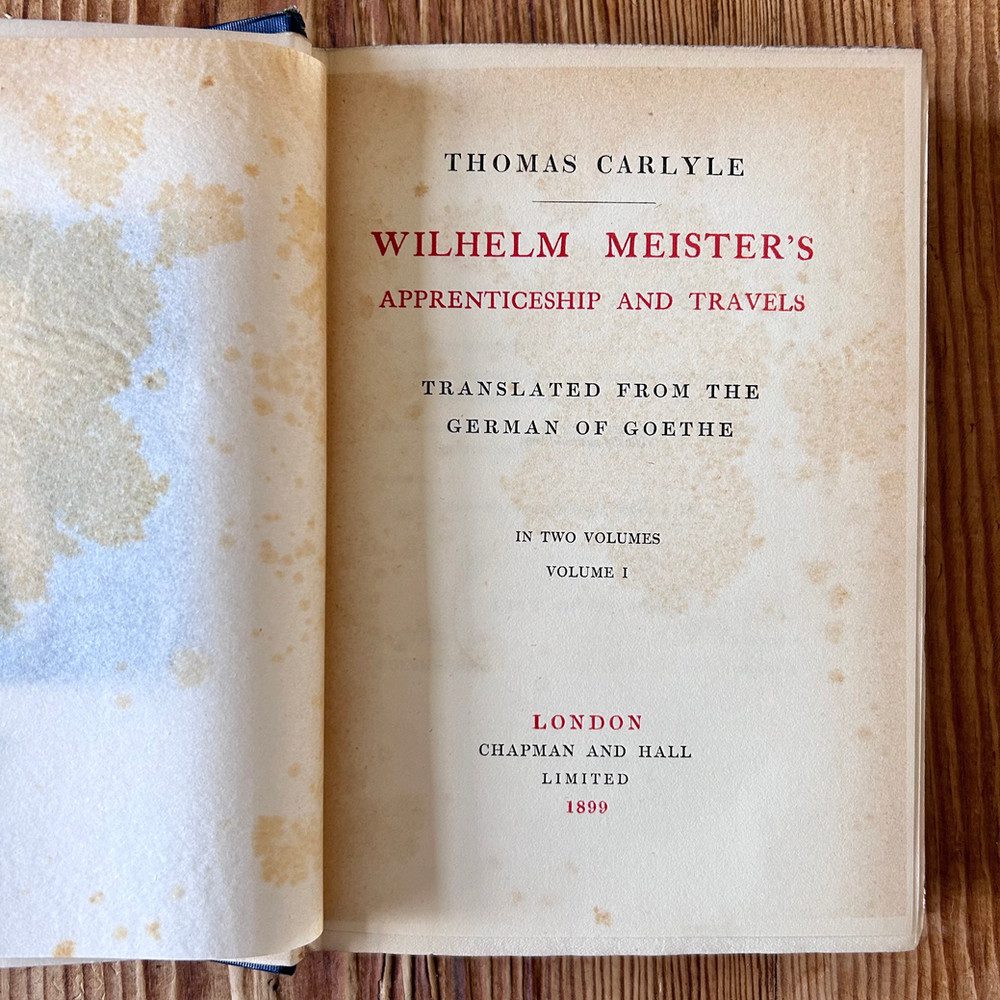 THOMAS CARLYLE
WILHELM MEISTER'S
APPRENTICESHIP AND TRAVELS
TRANSLATED FROM THE
GERMAN OF GOETHE
IN TWO VOLUMES
VOLUME I
LONDON
CHAPMAN AND HALL
LIMITED
1899